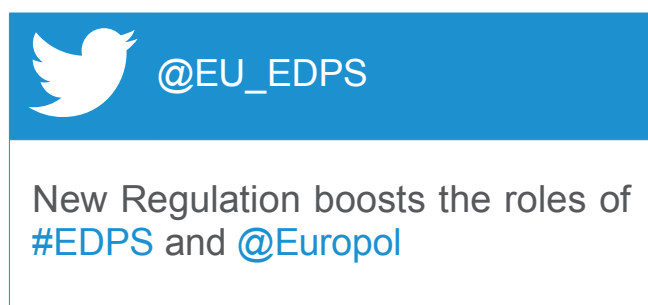 @EU_EDPS
New Regulation boosts the roles of
#EDPS and @Europol